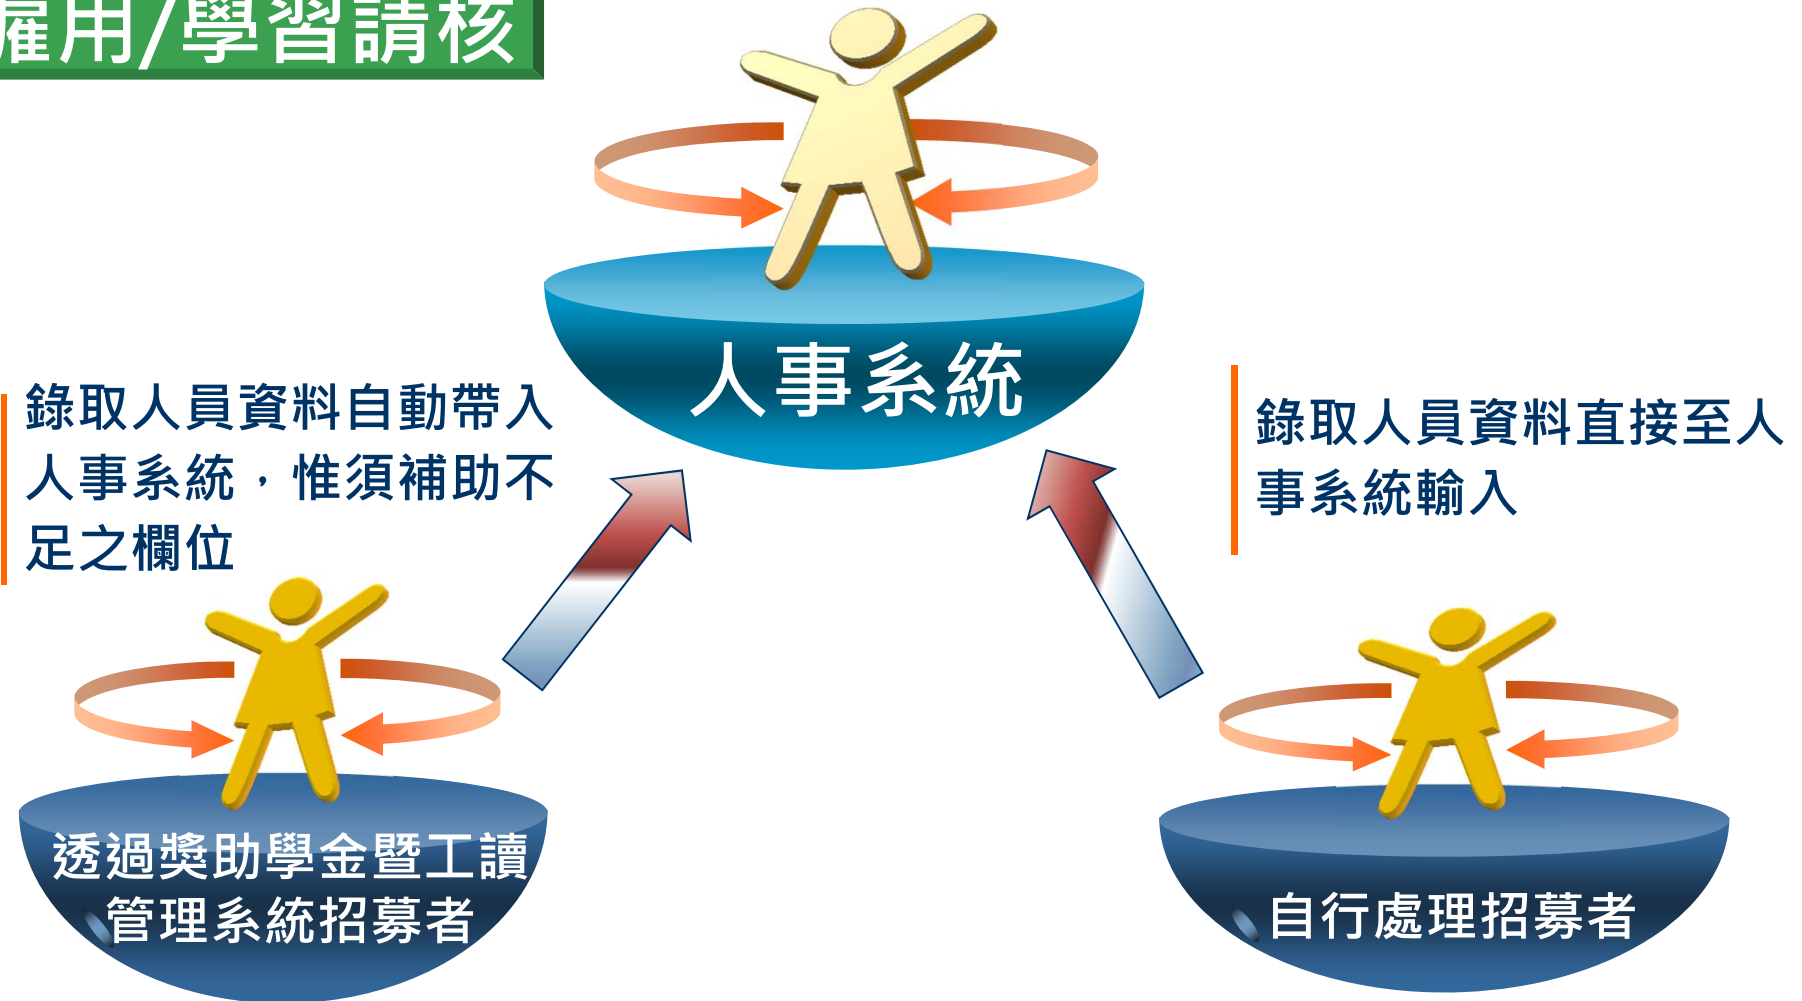 雇用/學習請核
人事系統
錄取人員資料自動帶入
人事系統，惟須補助不
足之欄位
錄取人員資料直接至人
事系統輸入
透過獎助學金暨工讀
管理系統招募者
自行處理招募者